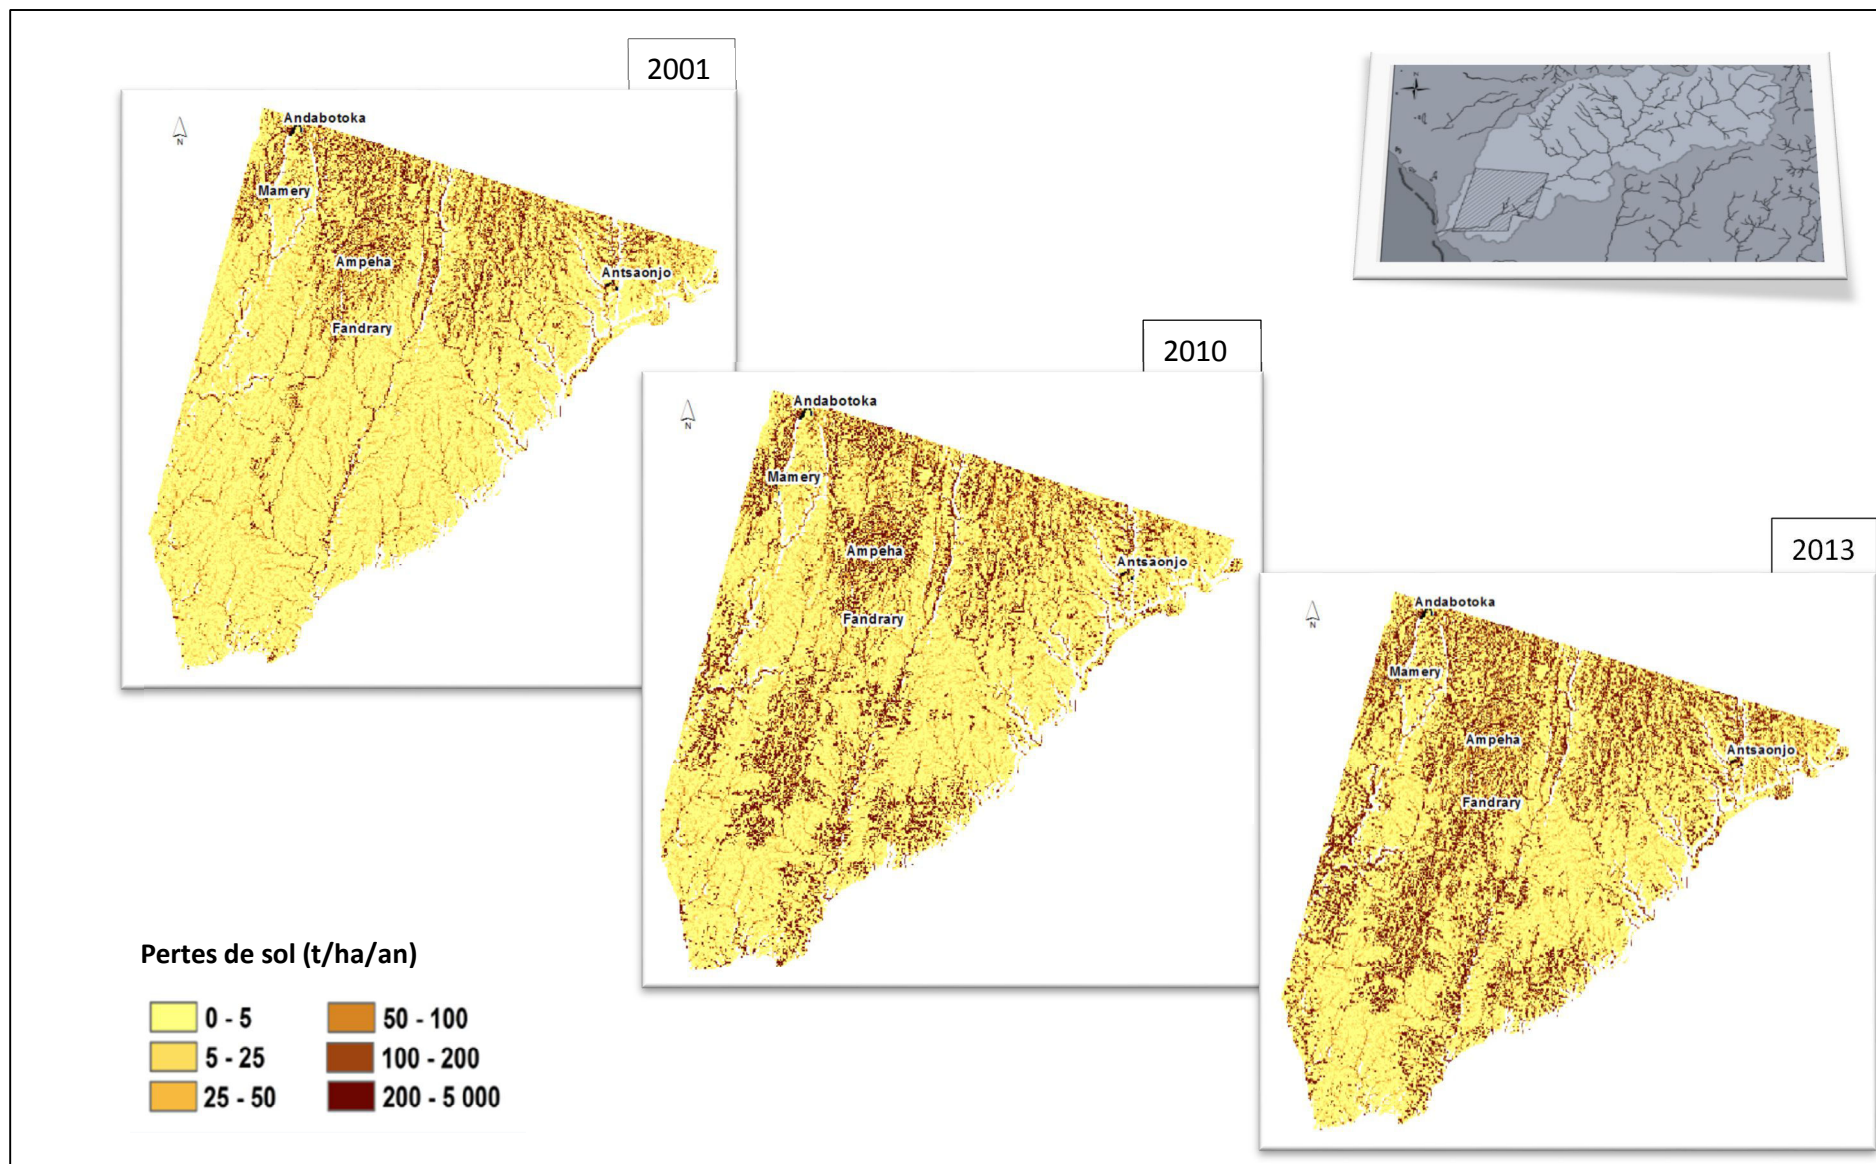 2001
Andabotoka
N
Mamery
Ampeha
Antsaonjo
Fandrary
2010
Andabotoka
N
Mamery
Ampeha
Antsaonjo
Fandrary
2013
Andabotoka
N
Mamery
Ampeha
Antsaonjo
Fandrary
Pertes de sol (t/ha/an)
0 - 5
50 - 100
5 - 25
100 - 200
25 - 50
200 - 5 000